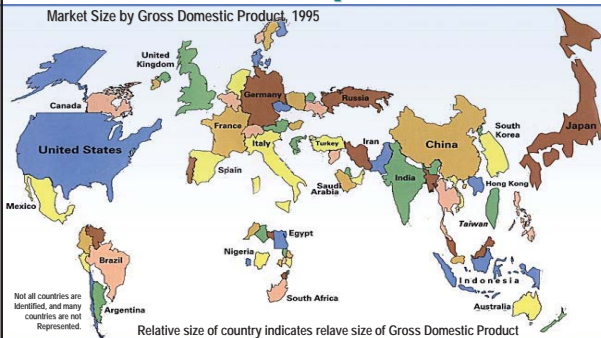 Market Size by Gross Domestic Product, 1995
United
Kingdom
Canada
Germany
Russia
France
United States
Italy
Turkey
Iran
China
South
Korea
Japan
Spain
Mexico
Saudi
Arabia
India
Hong Kong
Taiwan
Egypt
Nigeria
Brazil
Indonesia
South Africa
Argentina
Australia
Not all countries are
Identified, and many
countries are not
Represented.
Relative size of country indicates relave size of Gross Domestic Product